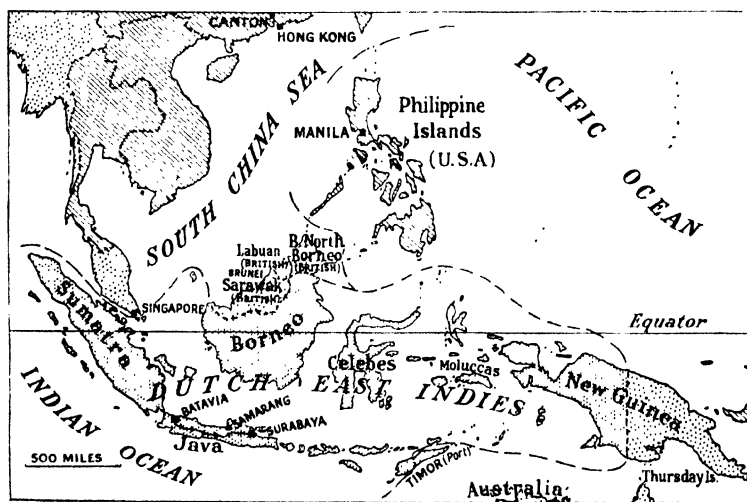 CANTON
HONG KONG
SOUTH CHINA SEA
PACIFIC OCEAN
MANILA
Philippine
Islands
(U.S.A)
Labuan
(BRITISH)
BRUNEI
Sarawak
(BRITISH)
B. North
Borneo
(BRITISH)
SINGAPORE
Sumatra
Borneo
Equator
Celebes
Moluccas
New Guinea
DUTCH EAST INDIES
INDIAN OCEAN
BATAVIA
SAMARANG
SURABAYA
Java
500 MILES
TIMOR (Port)
Thursday Is.
Australia